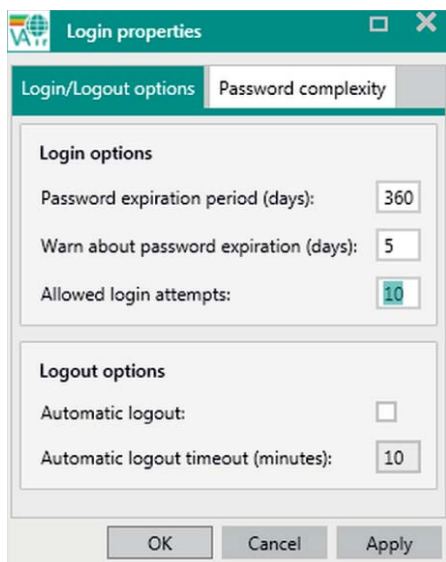 VA
Login properties
Login/Logout options Password complexity
Login options
Password expiration period (days): 360
Warn about password expiration (days): 5
Allowed login attempts: 10
Logout options
Automatic logout:
Automatic logout timeout (minutes): 10
OK Cancel Apply